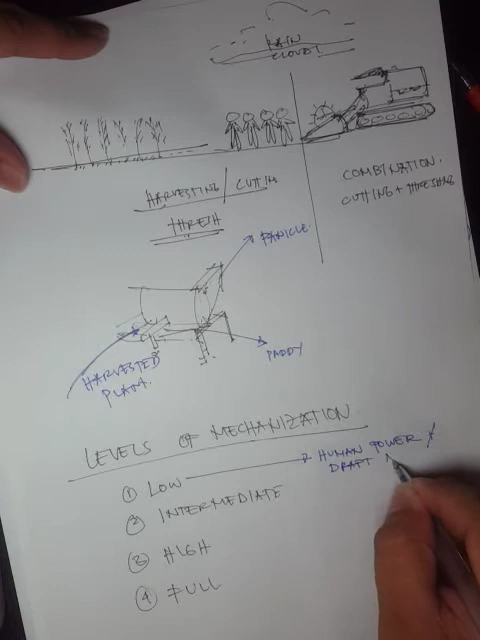 RAIN
CLOUDY
HARVESTING / CUTTING
THRESH
COMBINATION.
CUTTING + THRESHING
PANICLE.
HARVESTED
PLANT.
PADDY
LEVELS OF MECHANIZATION
① LOW
HUMAN POWER /
DRAFT
② INTERMEDIATE
③ HIGH
④ FULL